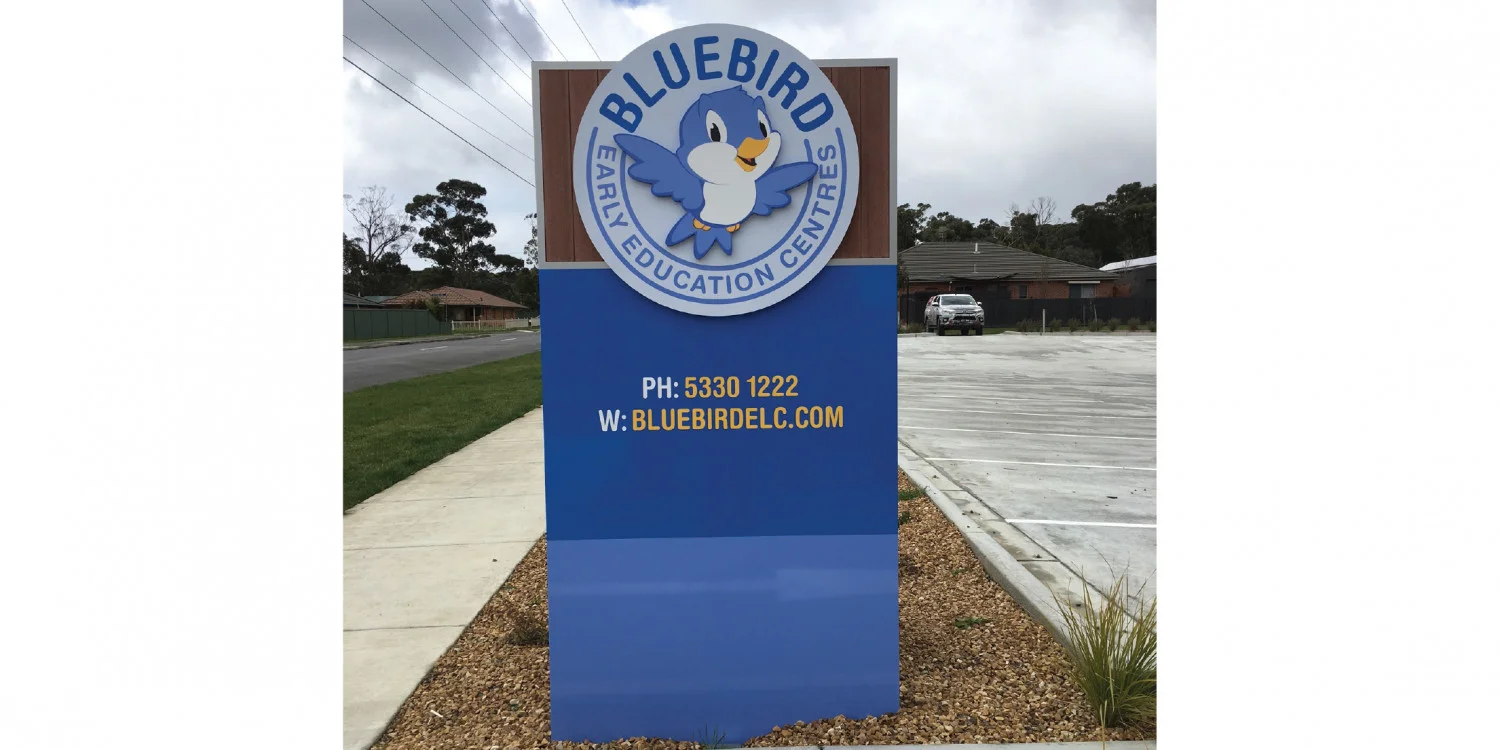 BLUEBIRD
EARLY EDUCATION CENTRES
PH: 5330 1222
W: BLUEBIRDELC.COM